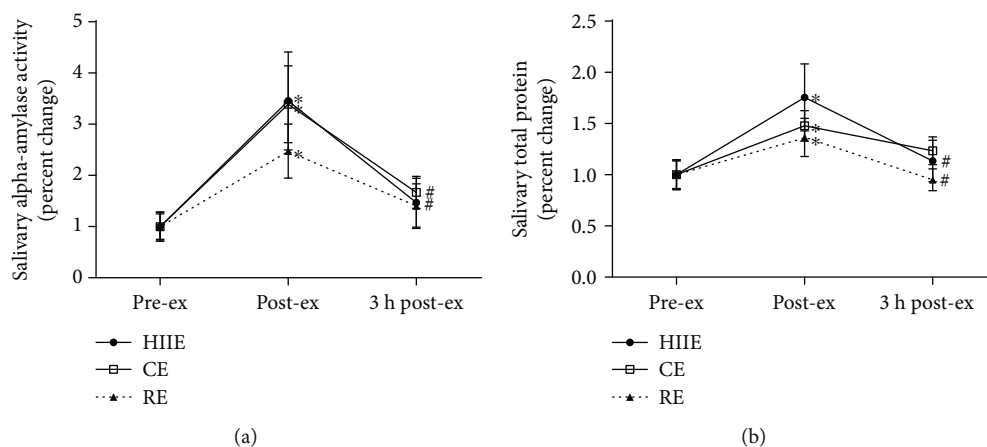 Salivary alpha-amylase activity
(percent change)
5
4
3
2
1
0
*
*
*
#
#
Pre-ex
Post-ex
3 h post-ex
HIIE
CE
RE
(a)
Salivary total protein
(percent change)
2.5
2.0
1.5
1.0
0.5
0.0
*
*
*
#
#
Pre-ex
Post-ex
3 h post-ex
HIIE
CE
RE
(b)